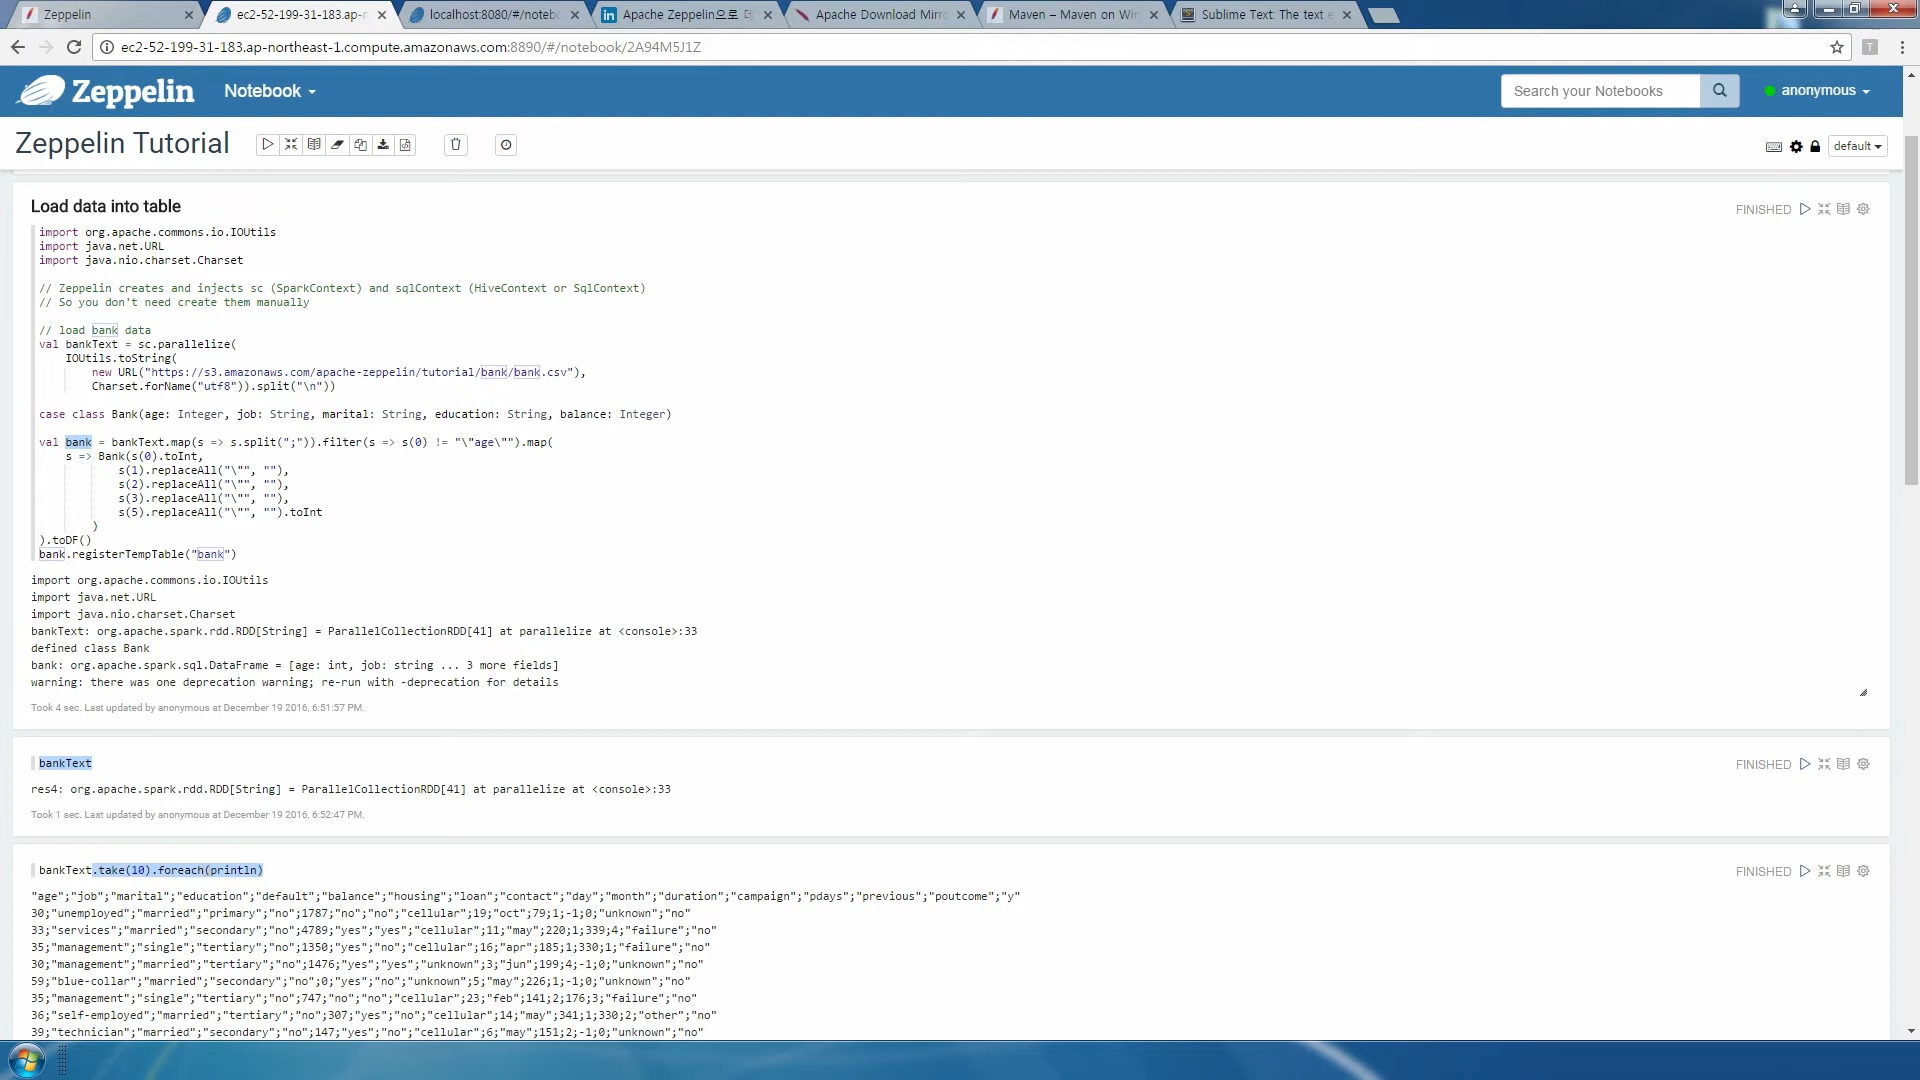 Zeppelin
ec2-52-199-31-183.ap-n
localhost:8080/#/noteb
Apache Zeppelin으로 데
Apache Download Mirro
Maven – Maven on Win
Sublime Text: The text e
ec2-52-199-31-183.ap-northeast-1.compute.amazonaws.com:8890/#/notebook/2A94M5J1Z
T
Zeppelin
Notebook
Search your Notebooks
anonymous
Zeppelin Tutorial
default
Load data into table
FINISHED
import org.apache.commons.io.IOUtils
import java.net.URL
import java.nio.charset.Charset
// Zeppelin creates and injects sc (SparkContext) and sqlContext (HiveContext or SqlContext)
// So you don't need create them manually
// load bank data
val bankText = sc.parallelize(
IOUtils.toString(
new URL("https://s3.amazonaws.com/apache-zeppelin/tutorial/bank/bank.csv"),
Charset.forName("utf8")).split("\n"))
case class Bank(age: Integer, job: String, marital: String, education: String, balance: Integer)
val bank = bankText.map(s => s.split(";")).filter(s => s(0) != "\"age\"").map(
s => Bank(s(0).toInt,
s(1).replaceAll("\"", ""),
s(2).replaceAll("\"", ""),
s(3).replaceAll("\"", ""),
s(5).replaceAll("\"", "").toInt
)
).toDF()
bank.registerTempTable("bank")
import org.apache.commons.io.IOUtils
import java.net.URL
import java.nio.charset.Charset
bankText: org.apache.spark.rdd.RDD[String] = ParallelCollectionRDD[41] at parallelize at <console>:33
defined class Bank
bank: org.apache.spark.sql.DataFrame = [age: int, job: string ... 3 more fields]
warning: there was one deprecation warning; re-run with -deprecation for details
Took 4 sec. Last updated by anonymous at December 19 2016, 6:51:57 PM.
bankText
FINISHED
res4: org.apache.spark.rdd.RDD[String] = ParallelCollectionRDD[41] at parallelize at <console>:33
Took 1 sec. Last updated by anonymous at December 19 2016, 6:52:47 PM.
bankText.take(10).foreach(println)
FINISHED
"age";"job";"marital";"education";"default";"balance";"housing";"loan";"contact";"day";"month";"duration";"campaign";"pdays";"previous";"poutcome";"y"
30;"unemployed";"married";"primary";"no";1787;"no";"no";"cellular";19;"oct";79;1;-1;0;"unknown";"no"
33;"services";"married";"secondary";"no";4789;"yes";"yes";"cellular";11;"may";220;1;339;4;"failure";"no"
35;"management";"single";"tertiary";"no";1350;"yes";"no";"cellular";16;"apr";185;1;330;1;"failure";"no"
30;"management";"married";"tertiary";"no";1476;"yes";"yes";"unknown";3;"jun";199;4;-1;0;"unknown";"no"
59;"blue-collar";"married";"secondary";"no";0;"yes";"no";"unknown";5;"may";226;1;-1;0;"unknown";"no"
35;"management";"single";"tertiary";"no";747;"no";"no";"cellular";23;"feb";141;2;176;3;"failure";"no"
36;"self-employed";"married";"tertiary";"no";307;"yes";"no";"cellular";14;"may";341;1;330;2;"other";"no"
39;"technician";"married";"secondary";"no";147;"yes";"no";"cellular";6;"may";151;2;-1;0;"unknown";"no"